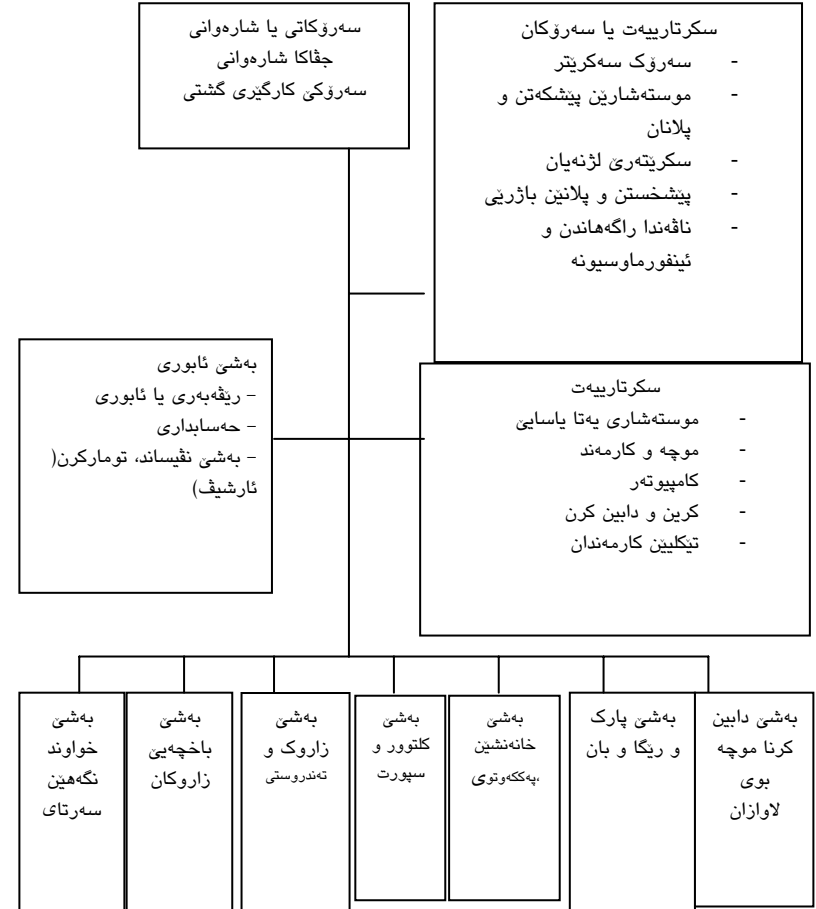 سەرۆکاتی یا شارەوانی
جڤاکا شارەوانی
سەرۆکێ کارگێری گشتی
سکرتارییەت یا سەرۆکان
- سەرۆک سەکرێتر
- موستەشارێن پێشکەتن و
پلانان
- سکرێتەرێ لژنەیان
- پێشخستن و پلانێن باژرێی
- ناڤەندا راگەهاندن و
ئینفورماوسیونە
بەشێ ئابوری
- رێڤەبەری یا ئابوری
- حەسابداری
- بەشێ نڤیساند، تومارکرن(
ئارشیڤ)
سکرتارییەت
- موستەشاری یەتا یاسایێ
- موچە و کارمەند
- کامپیوتەر
- کرین و دابین کرن
- تێکلیێن کارمەندان
بەشێ دابین
کرنا موچە
بوی
لاوازان
بەشێ پارک
و رێگا و بان
بەشێ
خانەنشێن
،پەککەوتوی
بەشێ
کلتوور و
سپورت
بەشێ
زاروک و
تەندروستی
بەشێ
باخچەیێ
زاروکان
بەشێ
خواوند
نگەهێن
سەرتای